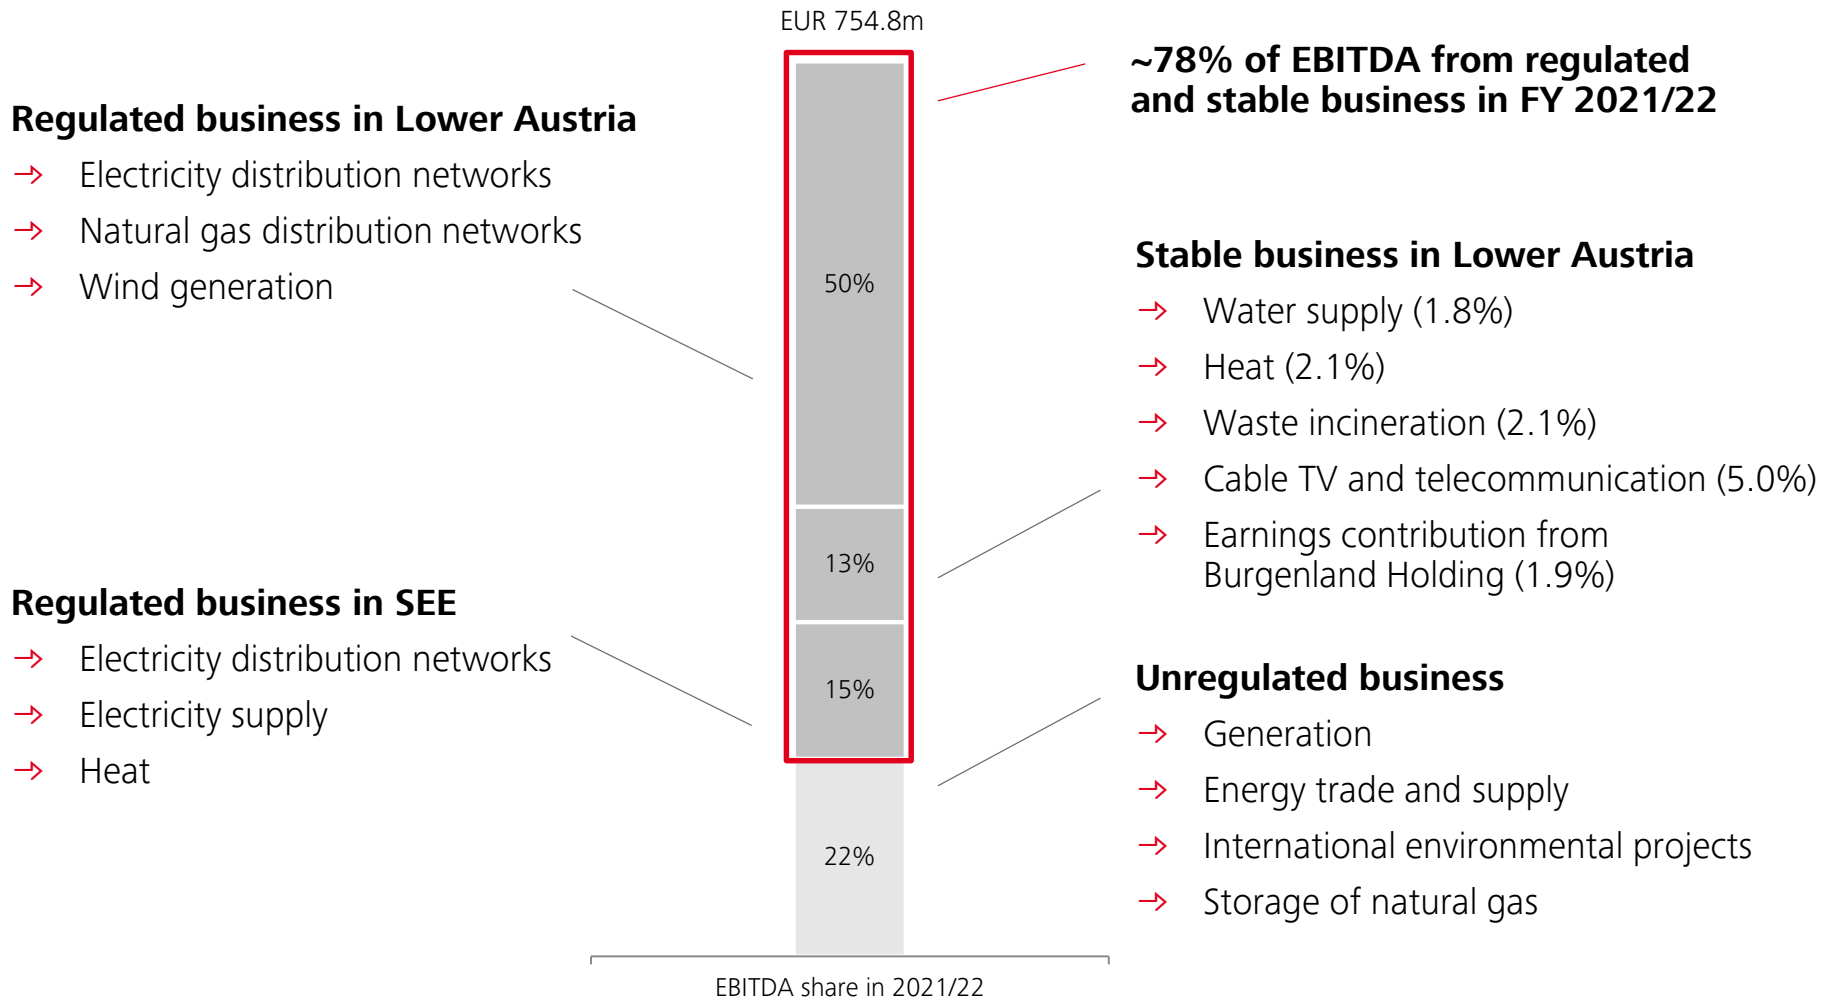 EUR 754.8m
~78% of EBITDA from regulated
and stable business in FY 2021/22
Regulated business in Lower Austria
Electricity distribution networks
Natural gas distribution networks
Wind generation
Regulated business in SEE
Electricity distribution networks
Electricity supply
Heat
50%
13%
15%
22%
EBITDA share in 2021/22
Stable business in Lower Austria
Water supply (1.8%)
Heat (2.1%)
Waste incineration (2.1%)
Cable TV and telecommunication (5.0%)
Earnings contribution from
Burgenland Holding (1.9%)
Unregulated business
Generation
Energy trade and supply
International environmental projects
Storage of natural gas